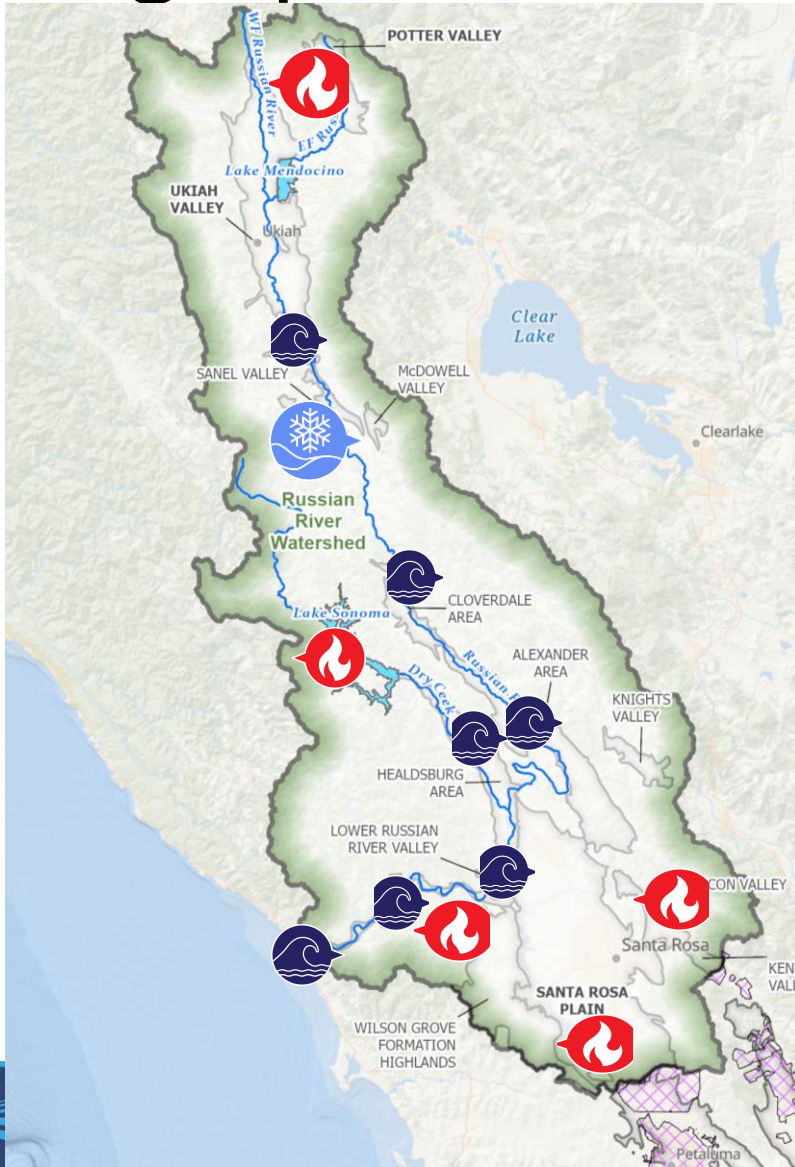 POTTER VALLEY
WF Russian River
EF Rus
Lake Mendocino
UKIAH
VALLEY
Ukiah
Clear
Lake
SANEL VALLEY
McDOWELL
VALLEY
Clearlake
Russian
River
Watershed
CLOVERDALE
AREA
Lake Sonoma
ALEXANDER
AREA
Russian
Dry Ceek
KNIGHTS
VALLEY
HEALDSBURG
AREA
LOWER RUSSIAN
RIVER VALLEY
CON VALLEY
Santa Rosa
KEN
VALL
SANTA ROSA
PLAIN
WILSON GROVE
FORMATION
HIGHLANDS
Petaluma